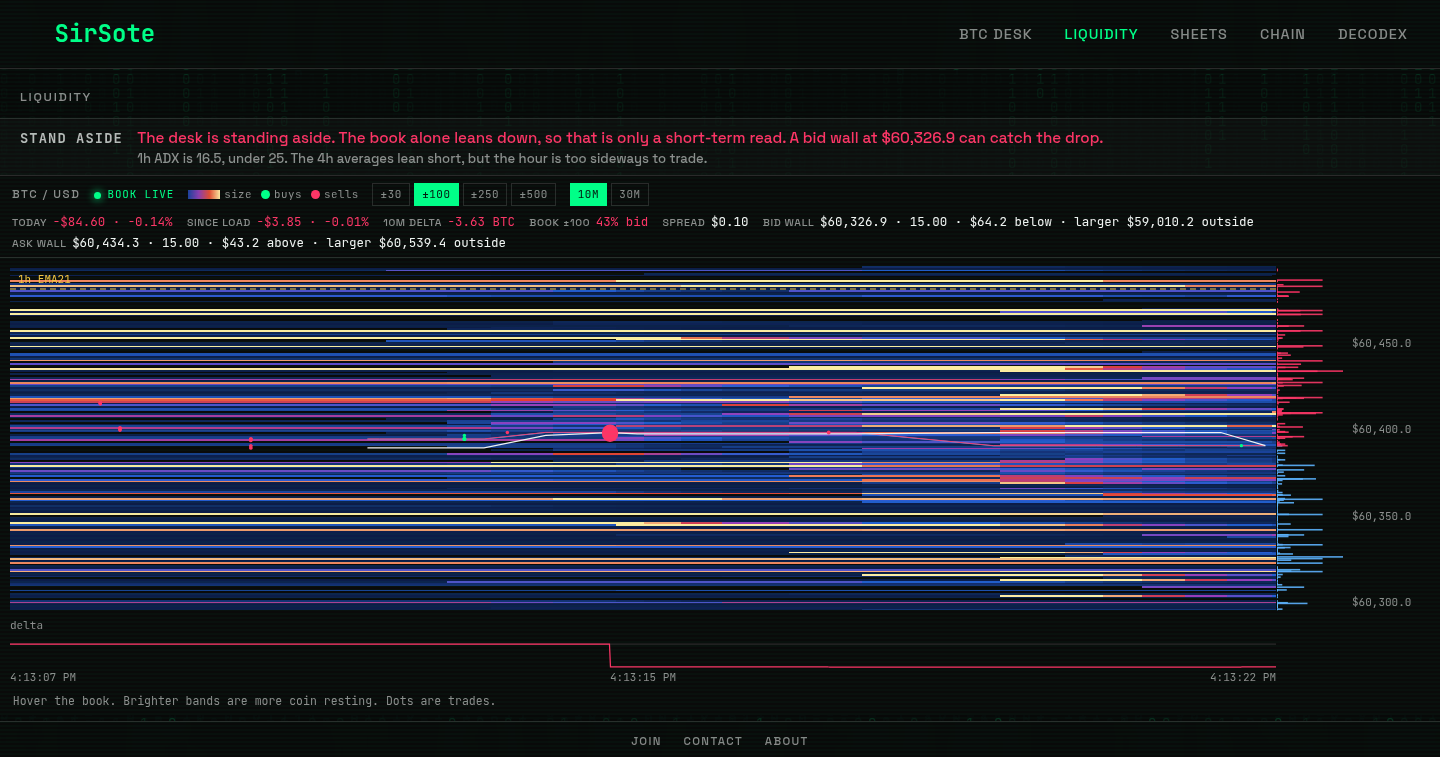 SirSote
BTC DESK LIQUIDITY SHEETS CHAIN DECODEX
LIQUIDITY
STAND ASIDE The desk is standing aside. The book alone leans down, so that is only a short-term read. A bid wall at $60,326.9 can catch the drop.
1h ADX is 16.5, under 25. The 4h averages lean short, but the hour is too sideways to trade.
BTC / USD BOOK LIVE size buys sells ±30 ±100 ±250 ±500 10M 30M
TODAY -$84.60 · -0.14% SINCE LOAD -$3.85 · -0.01% 10M DELTA -3.63 BTC BOOK ±100 43% bid SPREAD $0.10 BID WALL $60,326.9 · 15.00 · $64.2 below · larger $59,010.2 outside
ASK WALL $60,434.3 · 15.00 · $43.2 above · larger $60,539.4 outside
1h EMA21
$60,450.0
$60,400.0
$60,350.0
$60,300.0
delta
4:13:07 PM 4:13:15 PM 4:13:22 PM
Hover the book. Brighter bands are more coin resting. Dots are trades.
JOIN CONTACT ABOUT